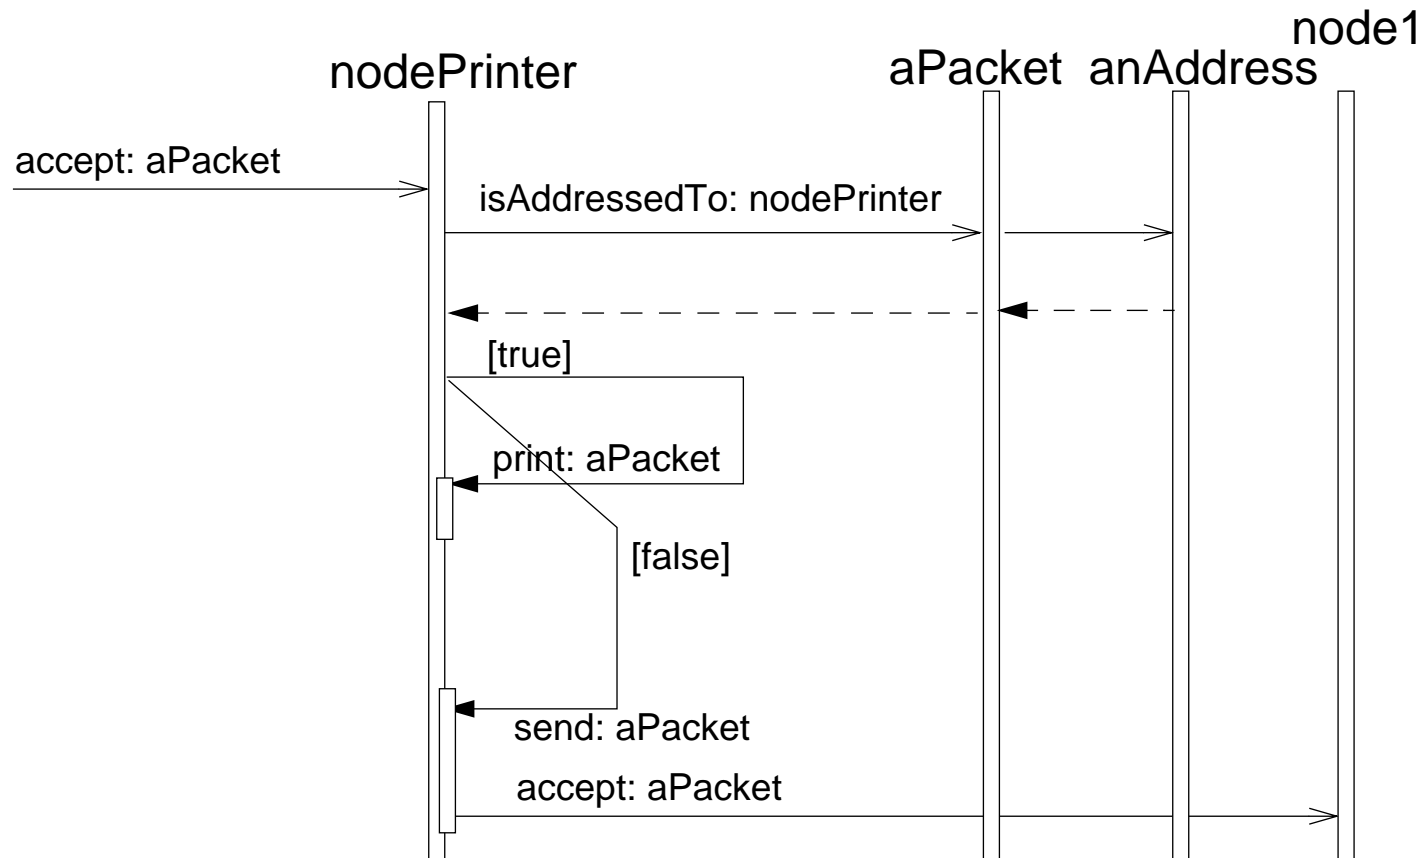 node1
nodePrinter
aPacket
anAddress
accept: aPacket
isAddressedTo: nodePrinter
[true]
print: aPacket
[false]
send: aPacket
accept: aPacket